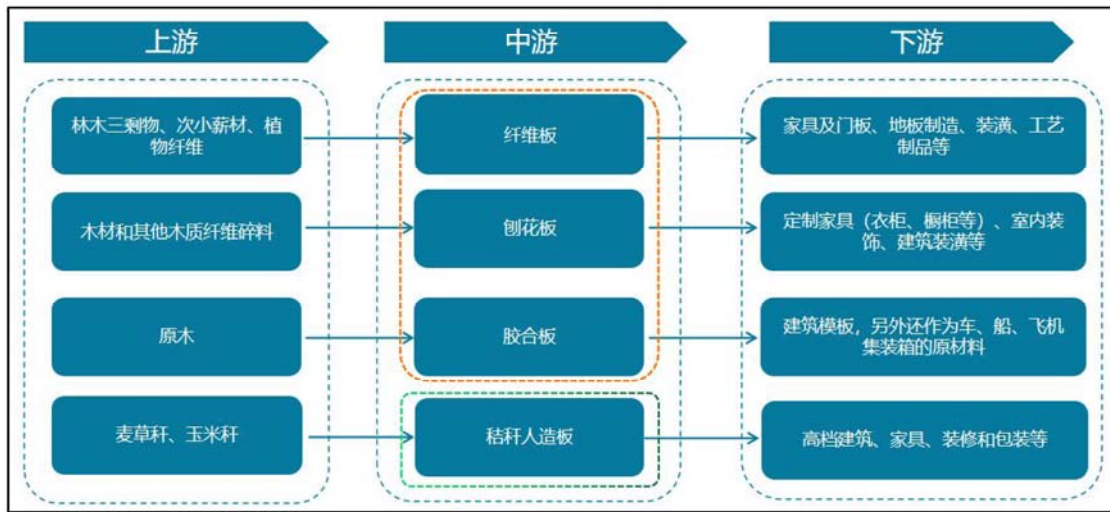 上游
中游
下游
林木三剩物、次小薪材、植
物纤维
纤维板
家具及门板、地板制造、装潢、工艺
制品等
木材和其他木质纤维碎料
刨花板
定制家具（衣柜、橱柜等）、室内装
饰、建筑装潢等
原木
胶合板
建筑模板，另外还作为车、船、飞机
集装箱的原材料
麦草秆、玉米秆
秸秆人造板
高档建筑、家具、装修和包装等